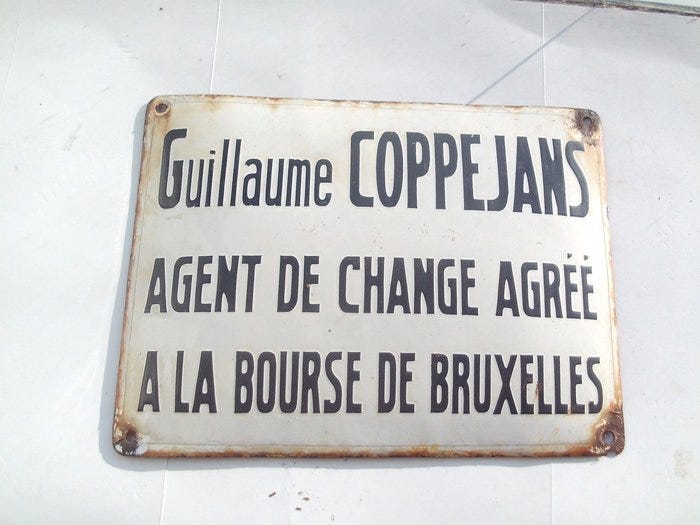 Guillaume COPPEJANS
AGENT DE CHANGE AGRÉÉ
A LA BOURSE DE BRUXELLES